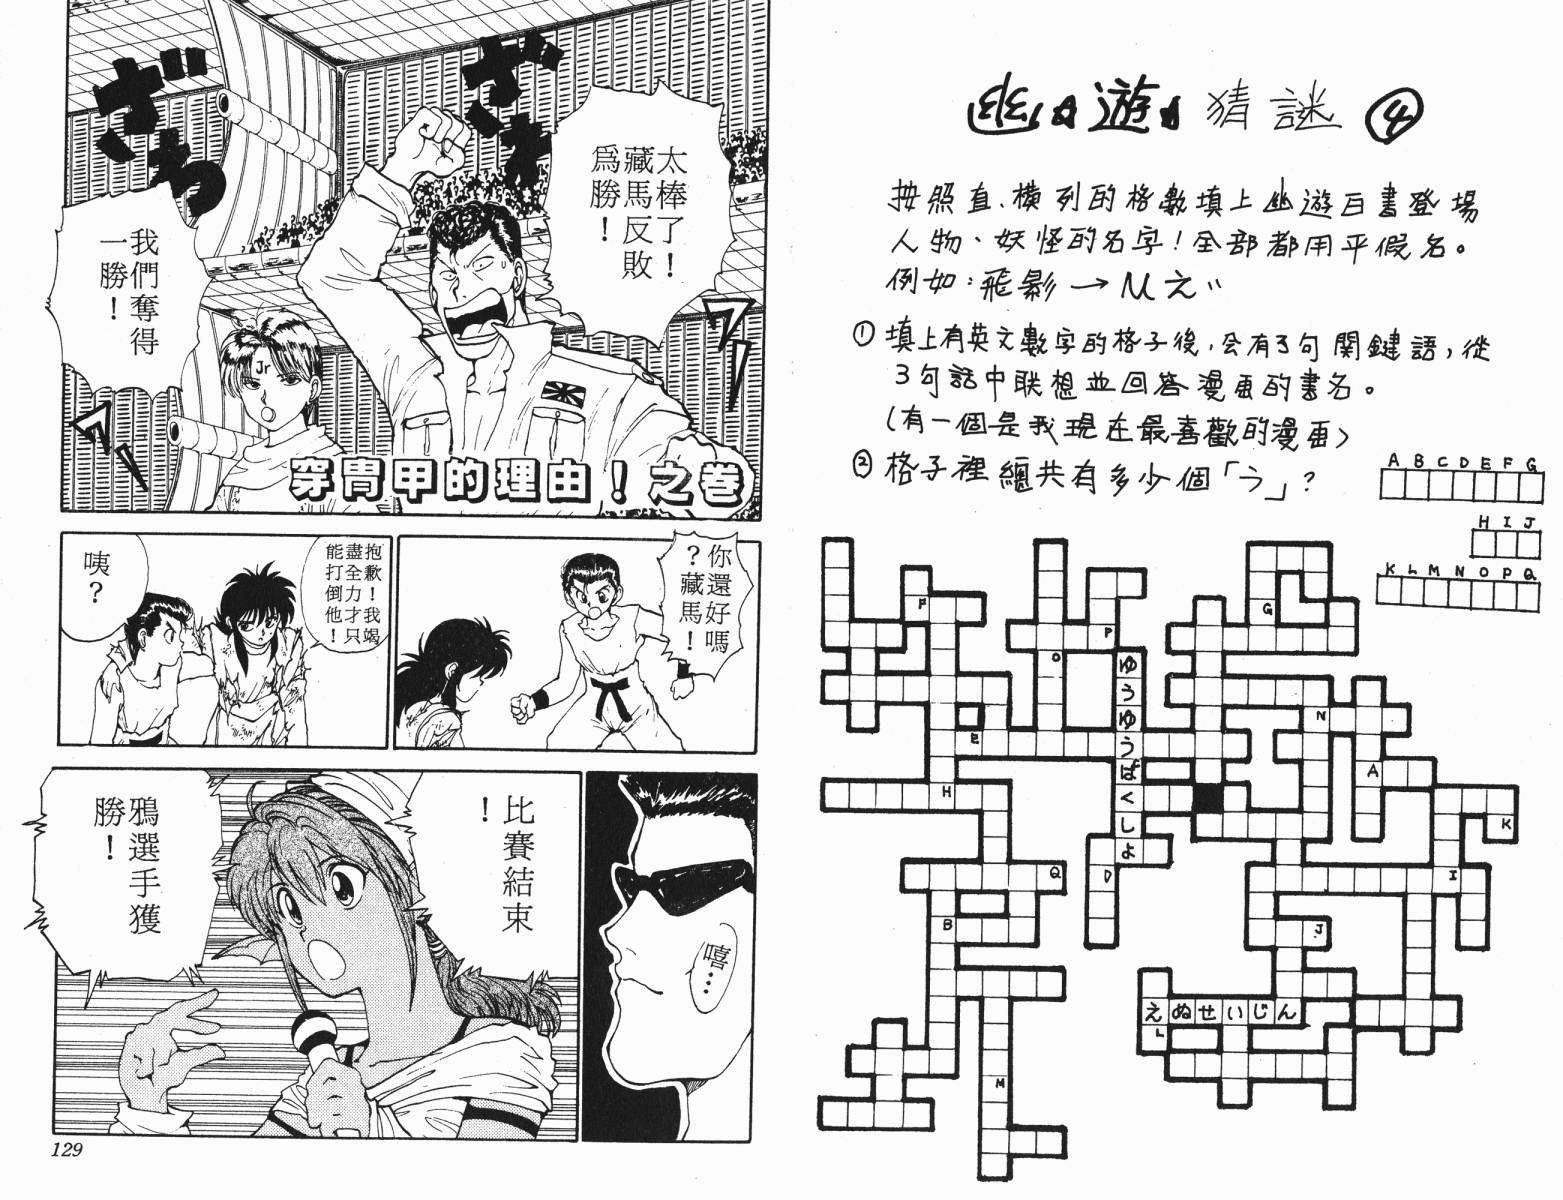 幽☆遊☆猜謎④
按照直、橫列的格數填上幽遊百書登場
人物、妖怪的名字！全部都用平假名。
例如：飛影→ひえい
①填上有英文數字的格子後，会有3句関鍵語，從
3句話中联想並回答漫画的書名。
（有一個是我現在最喜歡的漫画）
②格子裡總共有多少個「う」？
A B C D E F G
H I J
K L M N O P Q
F
G
P
O
ゆうゆうはくしょ
N
E
A
H
K
Q
D
I
B
J
えぬせいじん
L
M
ざわ
ざわ
太棒了！
藏馬反敗
爲勝！
我們奪得
一勝！
Jr
穿冑甲的理由！之巻
你還好嗎
？藏馬！
抱歉！我竭
盡全力才只
能打倒他！
咦？
比賽結束
！
鴉選手獲
勝！
嘻…
129